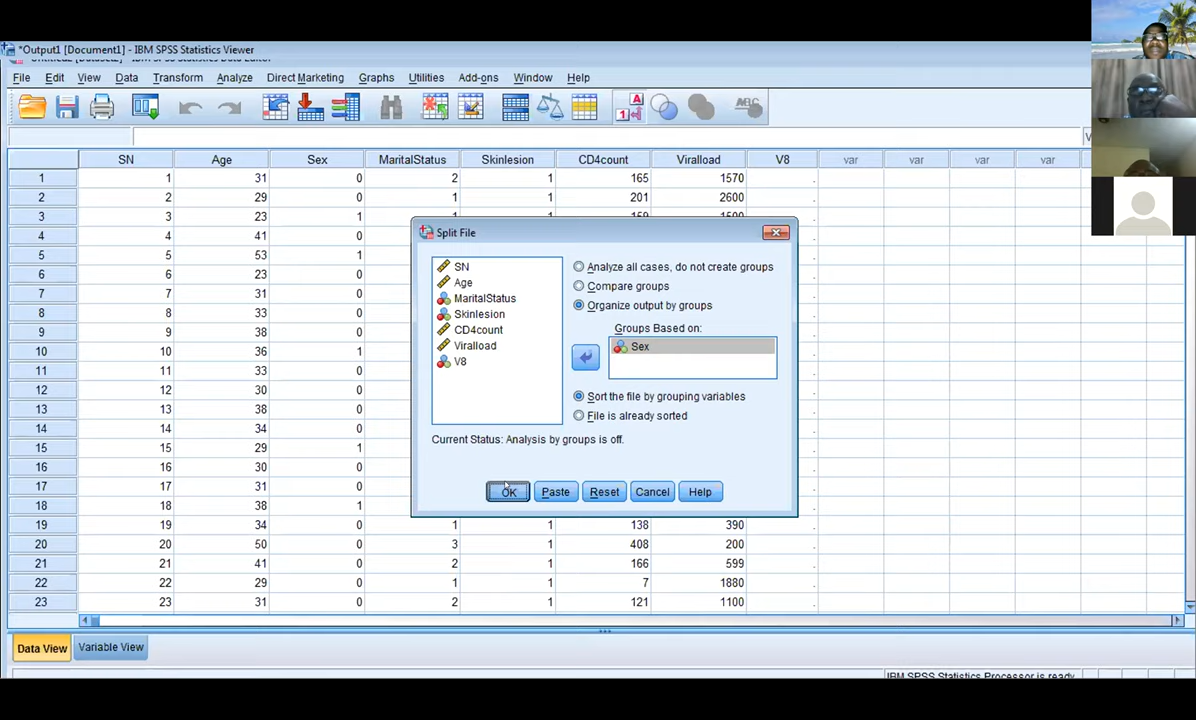 *Output1 [Document1] - IBM SPSS Statistics Viewer
File Edit View Data Transform Analyze Direct Marketing Graphs Utilities Add-ons Window Help
SN Age Sex MaritalStatus Skinlesion CD4count Viralload V8 var var var var
1 1 31 0 2 1 165 1570 .
2 2 29 0 1 1 201 2600 .
3 3 23 1 1 1 159 1500
4 4 41 0
5 5 53 1
6 6 23 0
7 7 31 0
8 8 33 0
9 9 38 0
10 10 36 1
11 11 33 0
12 12 30 0
13 13 38 0
14 14 34 0
15 15 29 1
16 16 30 0
17 17 31 0
18 18 38 1
19 19 34 0 1 1 138 390 .
20 20 50 0 3 1 408 200 .
21 21 41 0 2 1 166 599 .
22 22 29 0 1 1 7 1880 .
23 23 31 0 2 1 121 1100 .
Split File
SN
Age
MaritalStatus
Skinlesion
CD4count
Viralload
V8
Analyze all cases, do not create groups
Compare groups
Organize output by groups
Groups Based on:
Sex
Sort the file by grouping variables
File is already sorted
Current Status: Analysis by groups is off.
OK Paste Reset Cancel Help
Data View Variable View
IBM SPSS Statistics Processor is ready